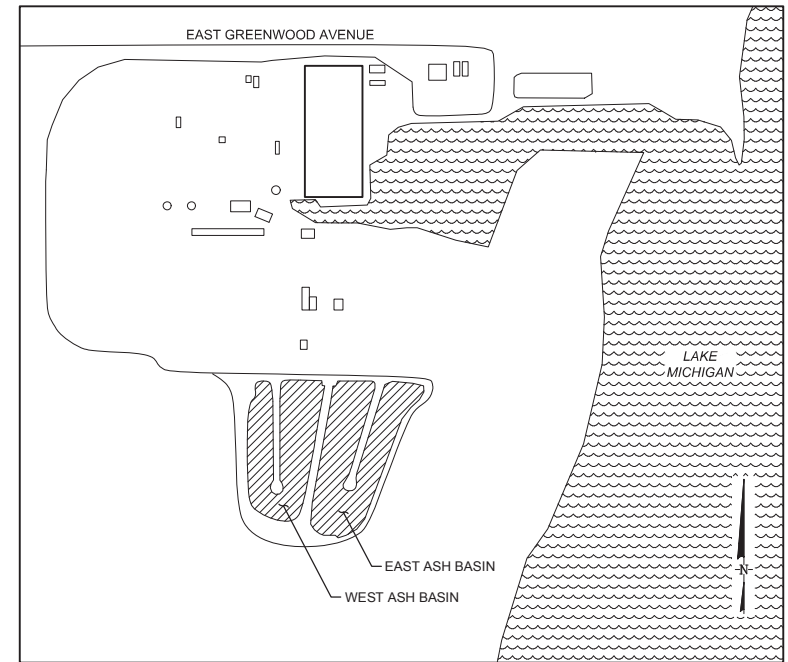 EAST GREENWOOD AVENUE
LAKE
MICHIGAN
N
EAST ASH BASIN
WEST ASH BASIN